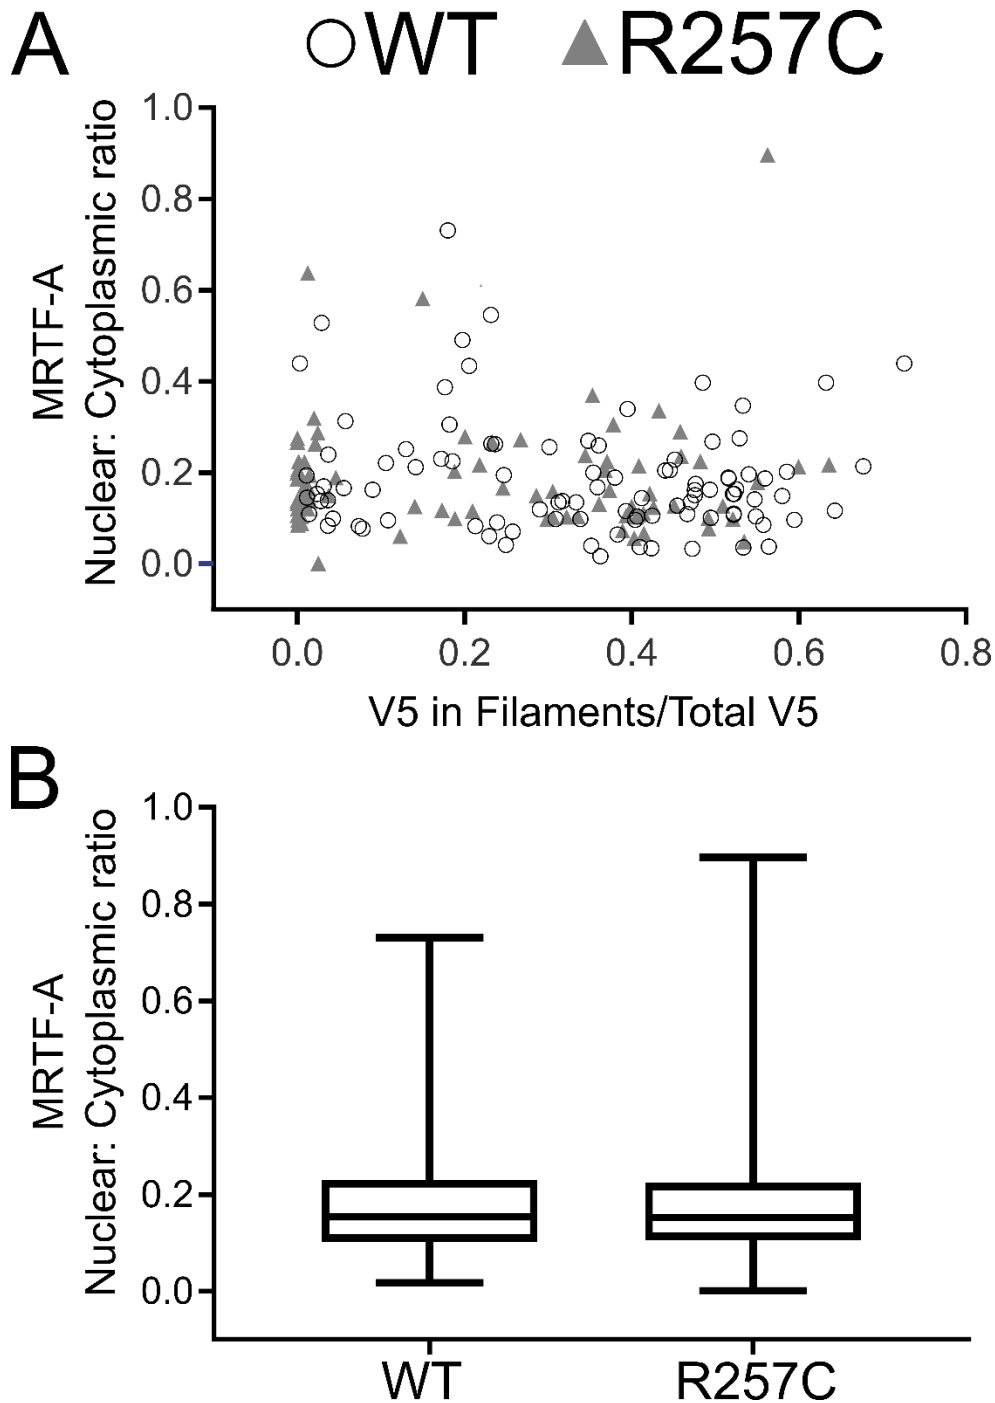 A
WT R257C
MRTF-A
Nuclear: Cytoplasmic ratio
1.0
0.8
0.6
0.4
0.2
0.0
0.0 0.2 0.4 0.6 0.8
V5 in Filaments/Total V5
B
MRTF-A
Nuclear: Cytoplasmic ratio
1.0
0.8
0.6
0.4
0.2
0.0
WT R257C